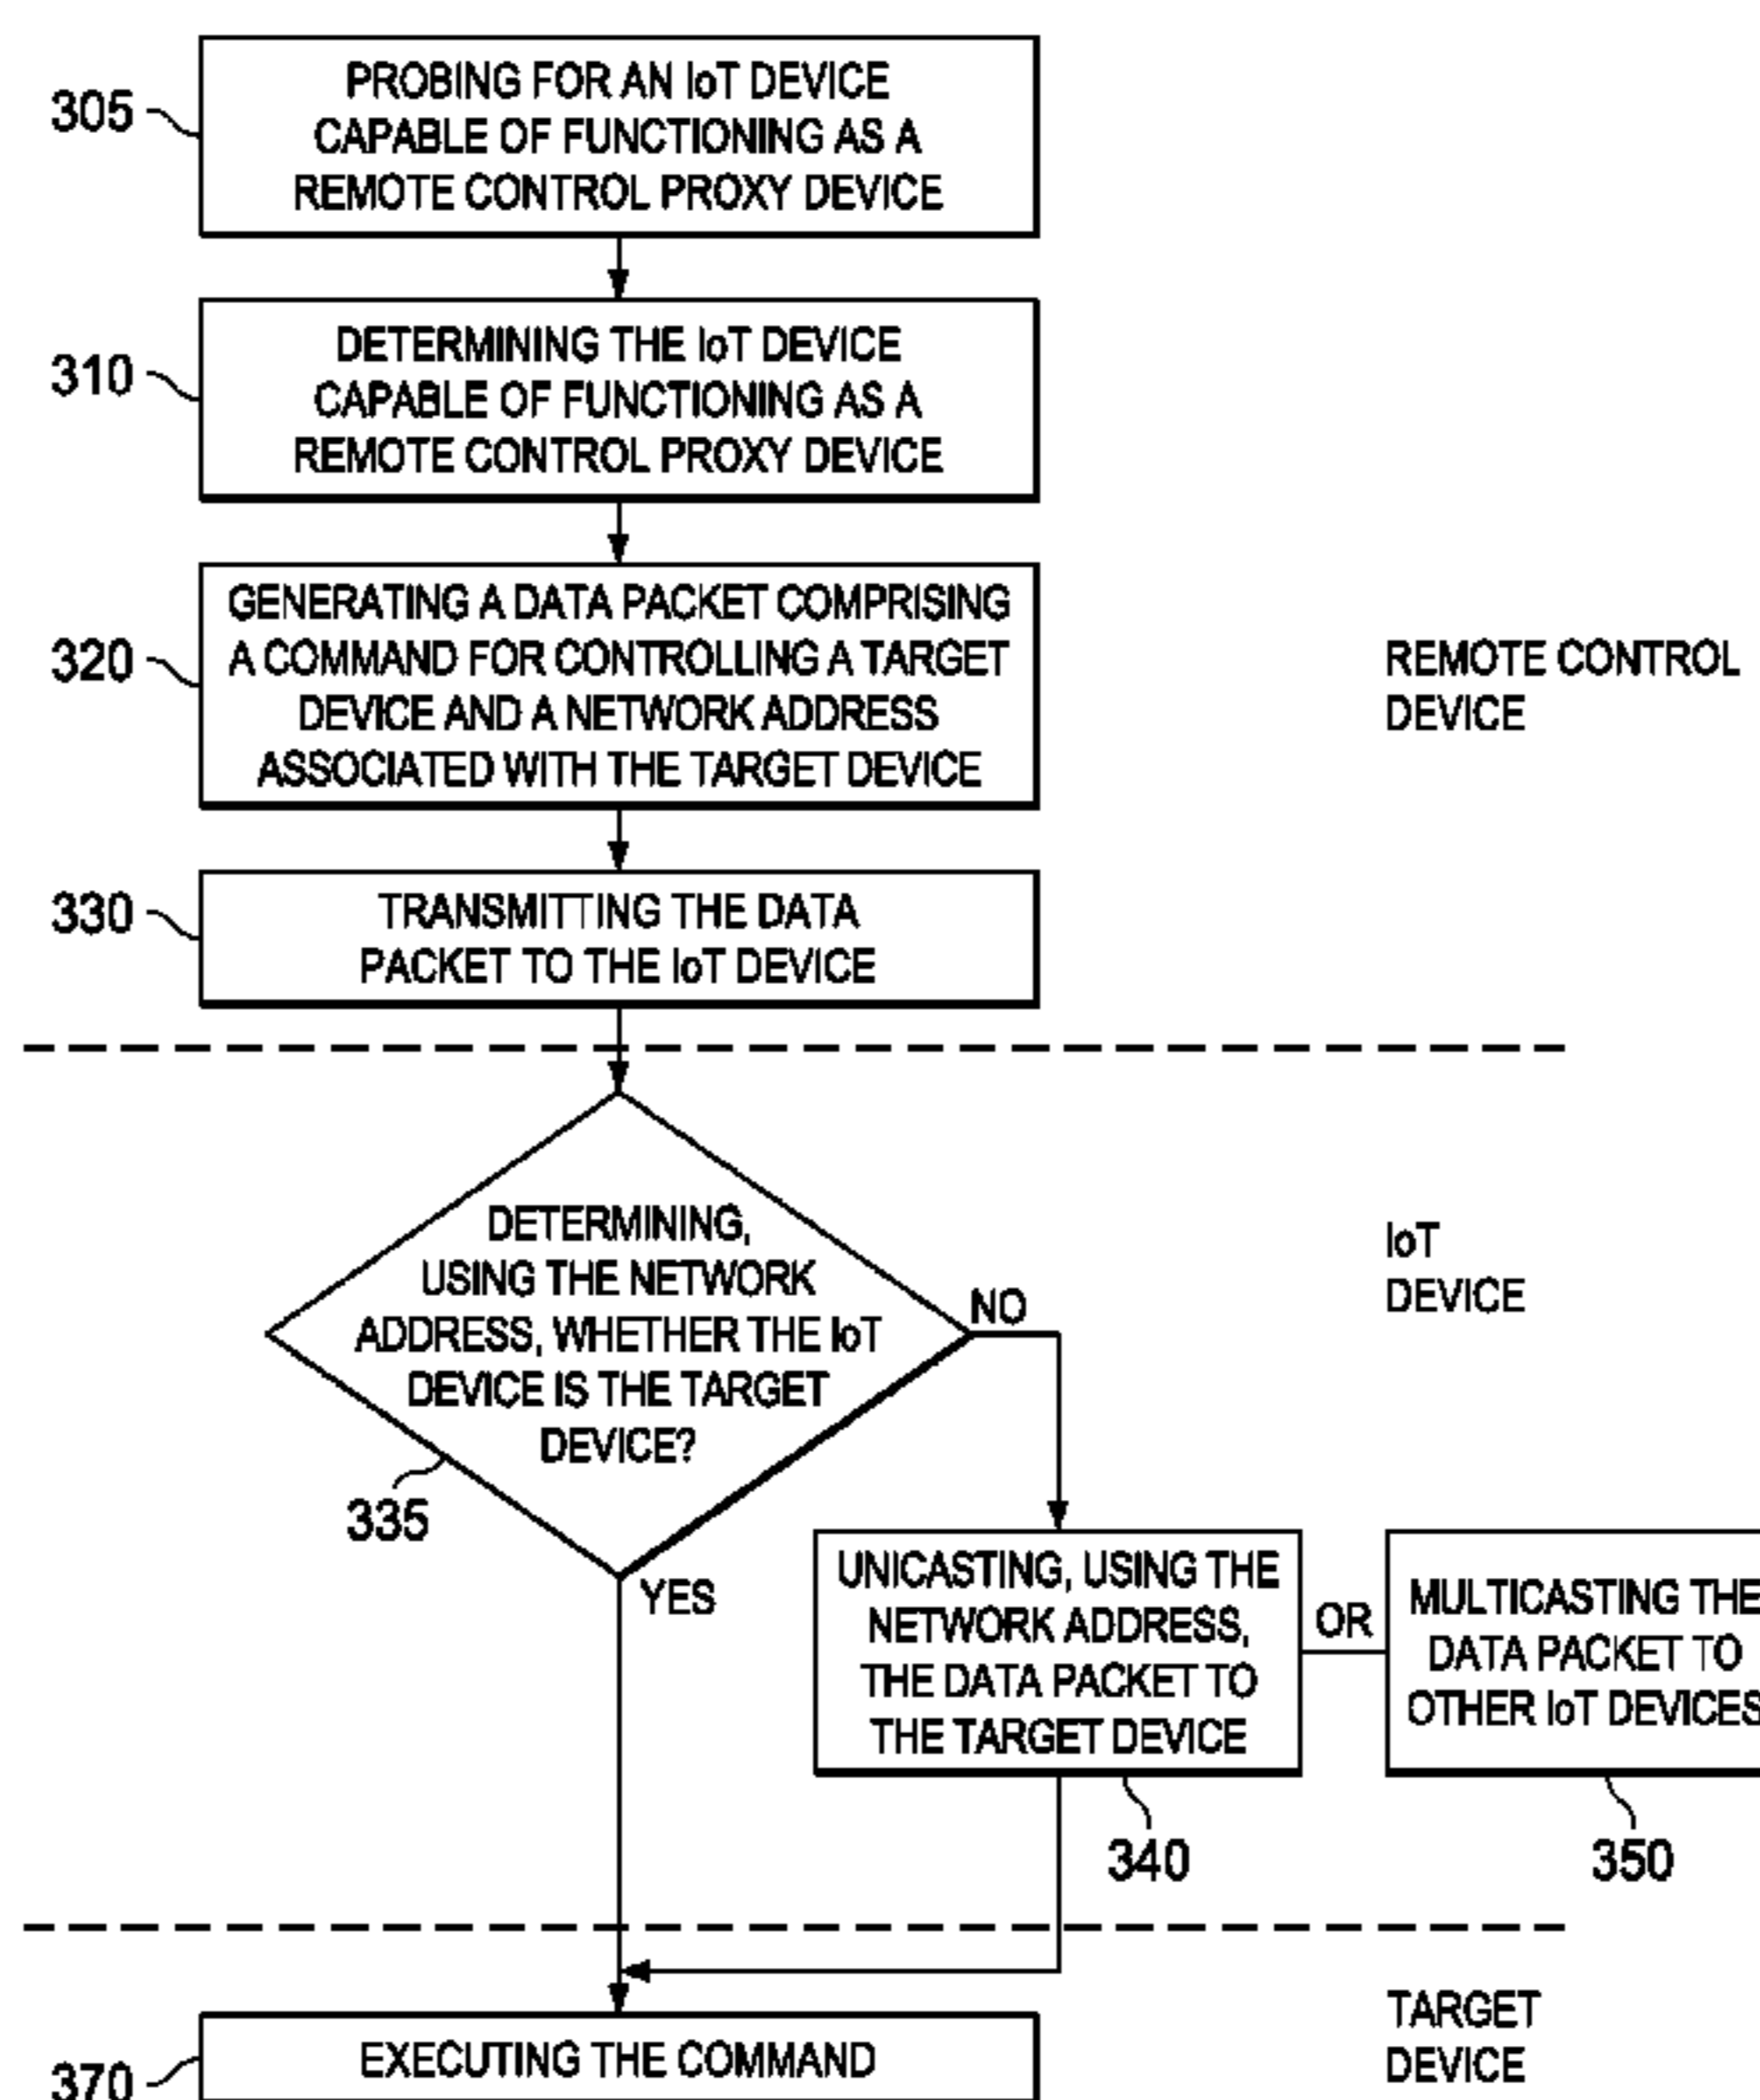 305
PROBING FOR AN IoT DEVICE
CAPABLE OF FUNCTIONING AS A
REMOTE CONTROL PROXY DEVICE
310
DETERMINING THE IoT DEVICE
CAPABLE OF FUNCTIONING AS A
REMOTE CONTROL PROXY DEVICE
320
GENERATING A DATA PACKET COMPRISING
A COMMAND FOR CONTROLLING A TARGET
DEVICE AND A NETWORK ADDRESS
ASSOCIATED WITH THE TARGET DEVICE
REMOTE CONTROL
DEVICE
330
TRANSMITTING THE DATA
PACKET TO THE IoT DEVICE
DETERMINING,
USING THE NETWORK
ADDRESS, WHETHER THE IoT
DEVICE IS THE TARGET
DEVICE?
335
NO
YES
IoT
DEVICE
UNICASTING, USING THE
NETWORK ADDRESS,
THE DATA PACKET TO
THE TARGET DEVICE
340
OR
MULTICASTING THE
DATA PACKET TO
OTHER IoT DEVICES
350
370
EXECUTING THE COMMAND
TARGET
DEVICE